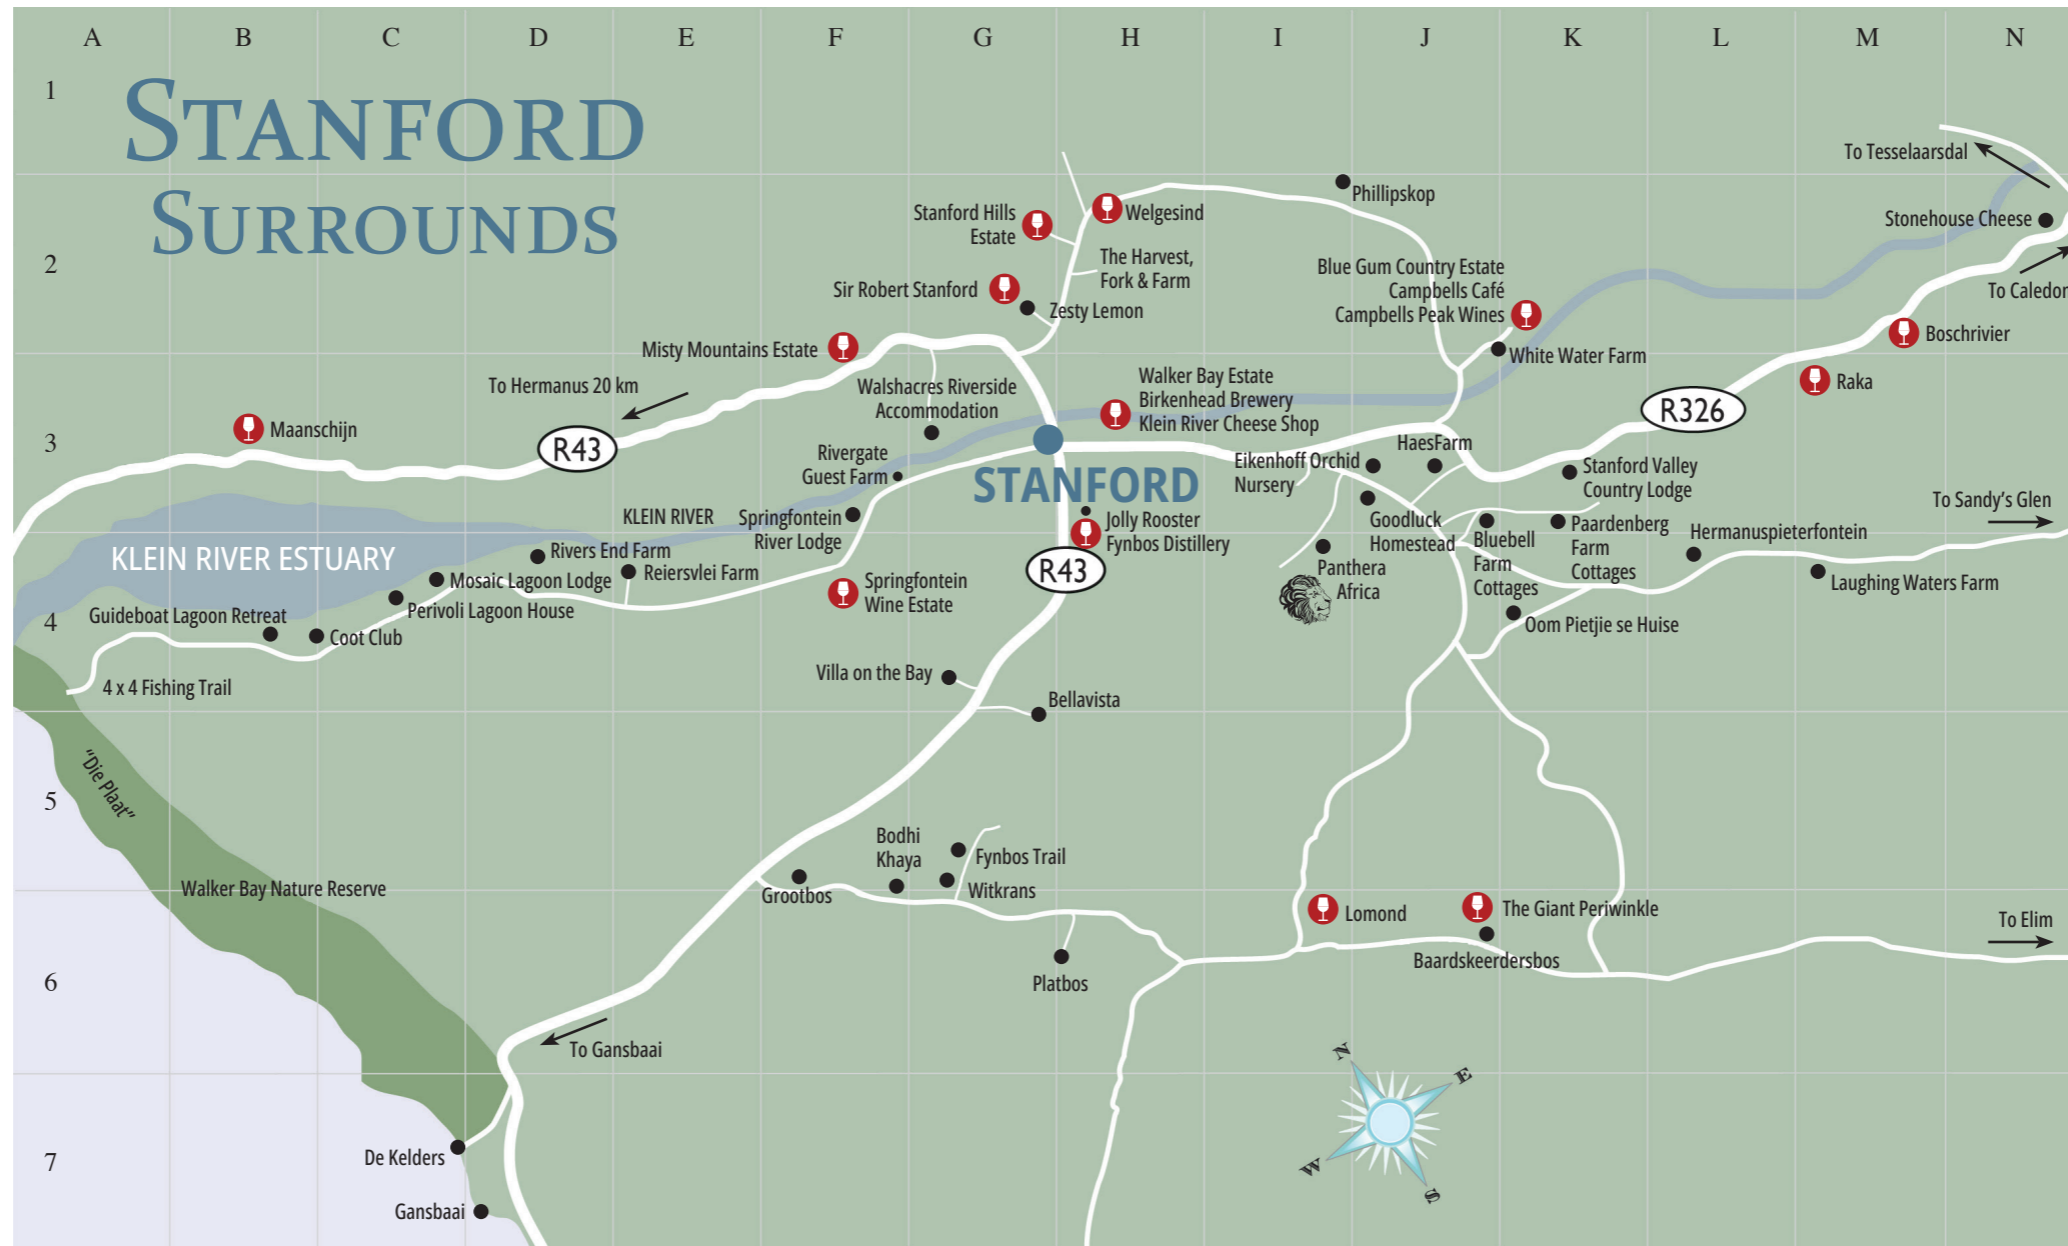 A B C D E F G H I J K L M N
1
2
3
4
5
6
7
STANFORD
SURROUNDS
To Tesselaarsdal
Phillipskop
Stonehouse Cheese
Stanford Hills
Estate
Welgesind
The Harvest,
Fork & Farm
Blue Gum Country Estate
Campbells Café
Campbells Peak Wines
To Caledon
Sir Robert Stanford
Zesty Lemon
Boschrivier
Misty Mountains Estate
White Water Farm
To Hermanus 20 km
Walshacres Riverside
Accommodation
Walker Bay Estate
Birkenhead Brewery
Klein River Cheese Shop
Raka
R326
Maanschijn
R43
HaesFarm
Rivergate
Guest Farm
Eikenhoff Orchid
Nursery
Stanford Valley
Country Lodge
STANFORD
To Sandy's Glen
KLEIN RIVER
Springfontein
River Lodge
Jolly Rooster
Fynbos Distillery
Goodluck
Homestead
Bluebell
Farm
Cottages
Paardenberg
Farm
Cottages
Hermanuspieterfontein
KLEIN RIVER ESTUARY
Rivers End Farm
Mosaic Lagoon Lodge
Reiersvlei Farm
R43
Panthera
Africa
Laughing Waters Farm
Springfontein
Wine Estate
Perivoli Lagoon House
Guideboat Lagoon Retreat
Coot Club
Oom Pietjie se Huise
4 x 4 Fishing Trail
Villa on the Bay
Bellavista
"Die Plaat"
Bodhi
Khaya
Fynbos Trail
Walker Bay Nature Reserve
Grootbos
Witkrans
Lomond
The Giant Periwinkle
To Elim
Baardskeerdersbos
Platbos
To Gansbaai
N
E
W
S
De Kelders
Gansbaai